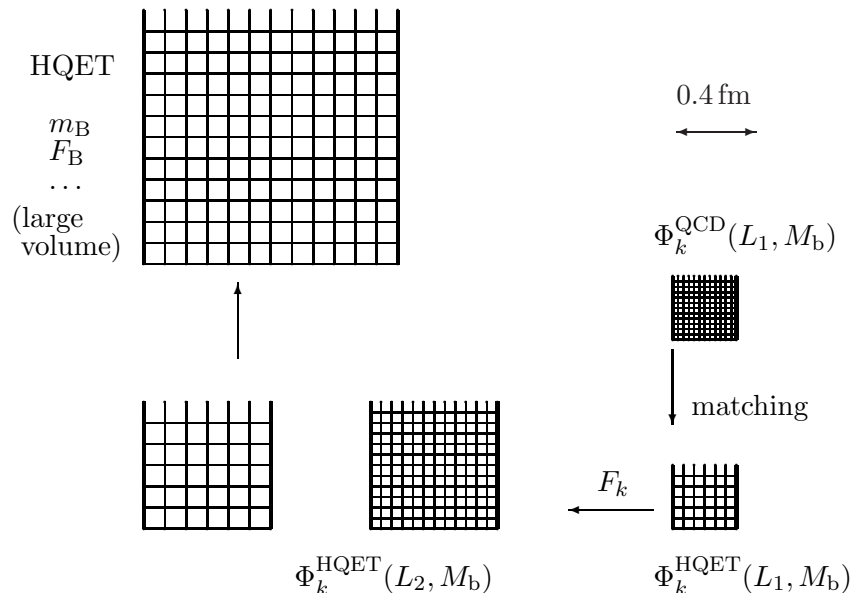 HQET
m_B
F_B
...
(large
volume)
0.4 fm
Φ_k^QCD(L_1, M_b)
matching
F_k
Φ_k^HQET(L_2, M_b)
Φ_k^HQET(L_1, M_b)